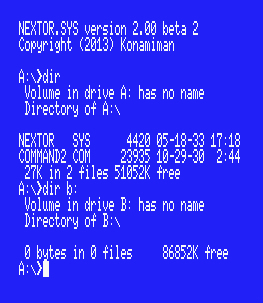 NEXTOR.SYS version 2.00 beta 2
Copyright (2013) Konamiman
A:\>dir
Volume in drive A: has no name
Directory of A:\
NEXTOR   SYS     4420 05-18-33 17:18
COMMAND2 COM    23935 10-29-30  2:44
27K in 2 files 51052K free
A:\>dir b:
Volume in drive B: has no name
Directory of B:\
0 bytes in 0 files    86852K free
A:\>